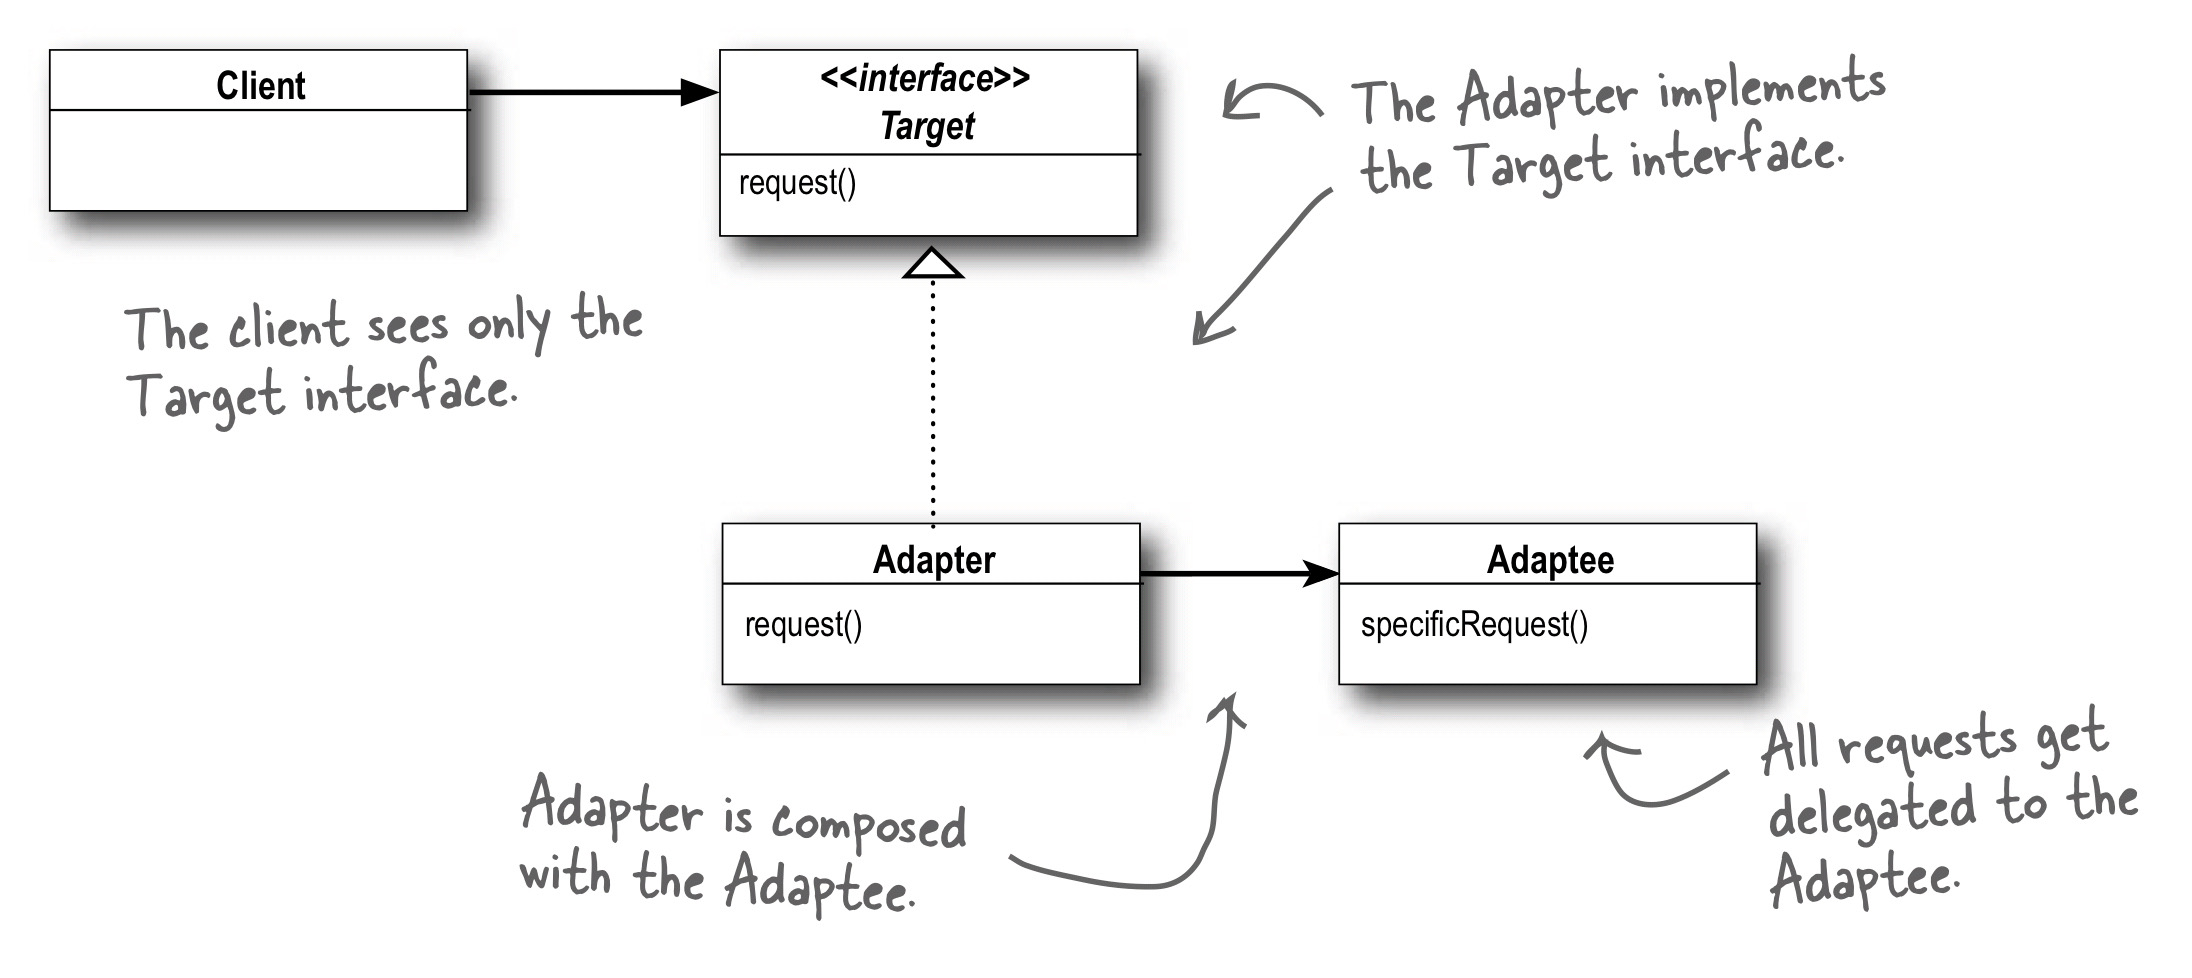 Client
<<interface>>
Target
request()
The Adapter implements
the Target interface.
The client sees only the
Target interface.
Adapter
request()
Adaptee
specificRequest()
Adapter is composed
with the Adaptee.
All requests get
delegated to the
Adaptee.